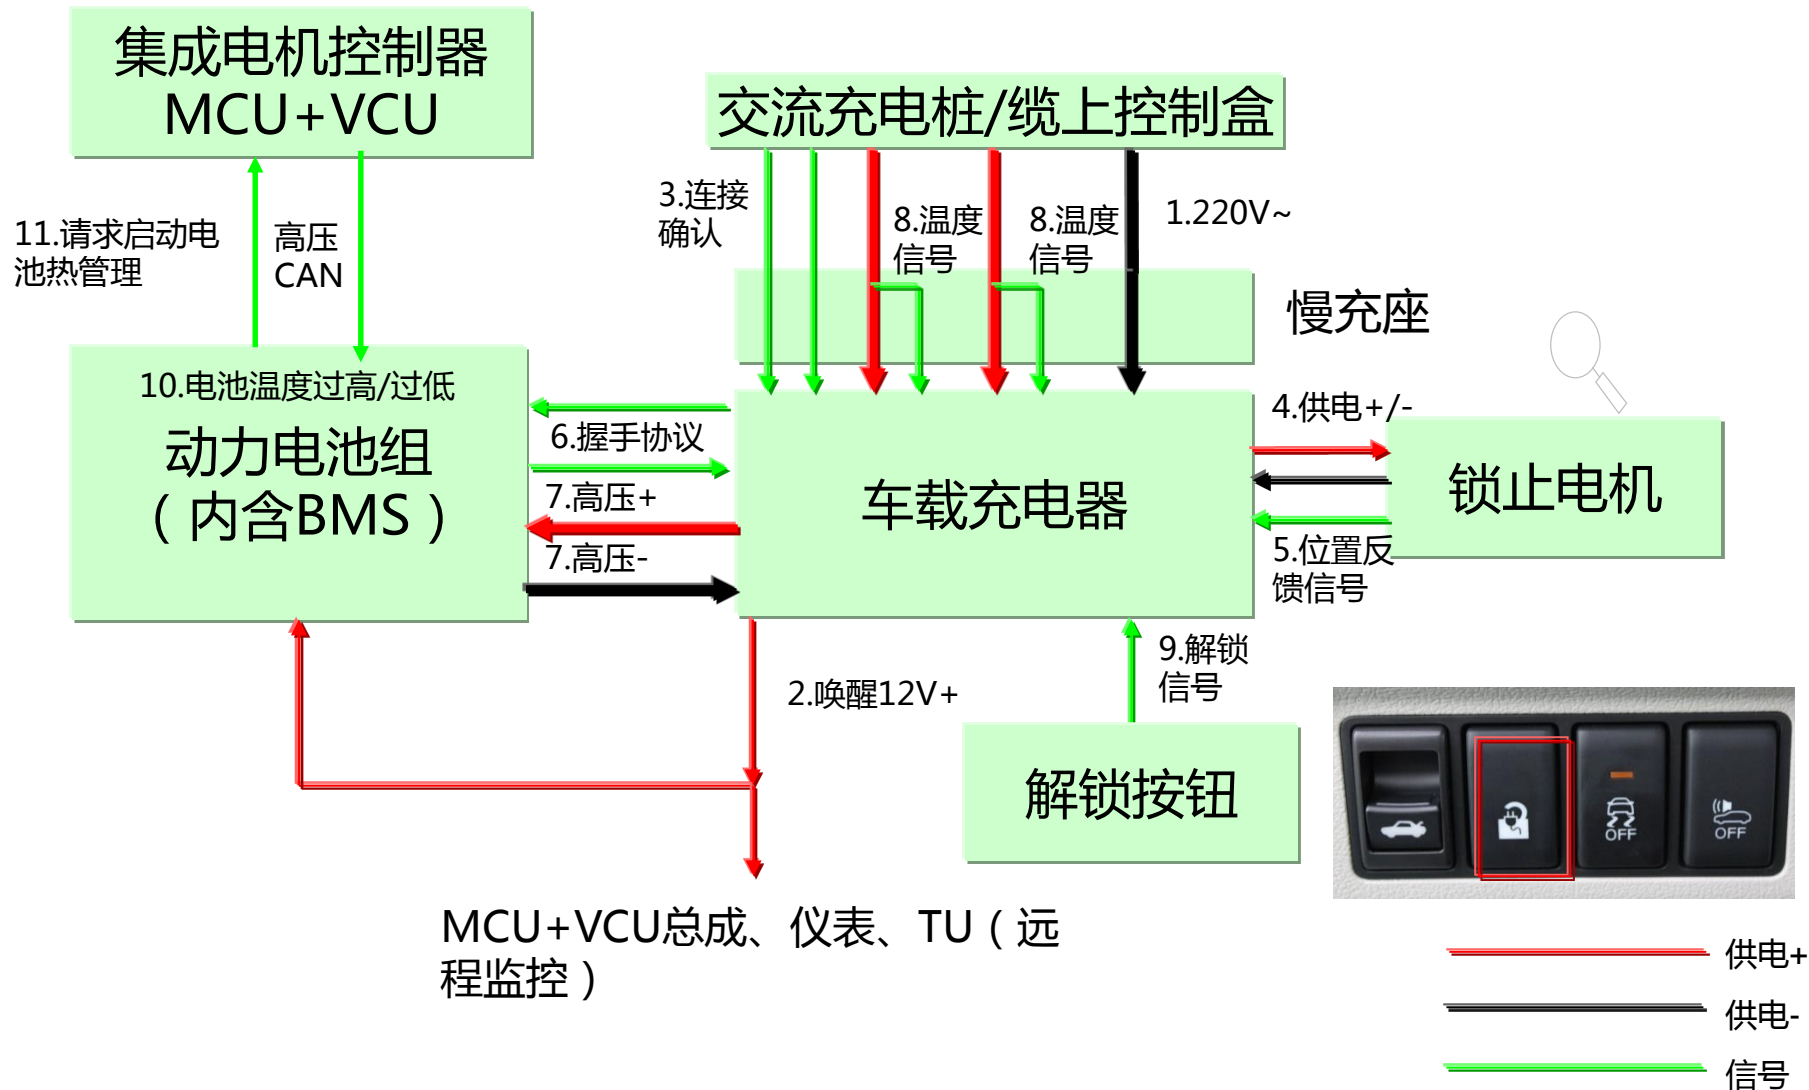 集成电机控制器
MCU+VCU
交流充电桩/缆上控制盒
3.连接
确认
8.温度
信号
8.温度
信号
1.220V~
11.请求启动电
池热管理
高压
CAN
慢充座
10.电池温度过高/过低
动力电池组
（内含BMS）
6.握手协议
7.高压+
7.高压-
车载充电器
4.供电+/-
锁止电机
5.位置反
馈信号
2.唤醒12V+
9.解锁
信号
解锁按钮
OFF
OFF
MCU+VCU总成、仪表、TU（远
程监控）
供电+
供电-
信号